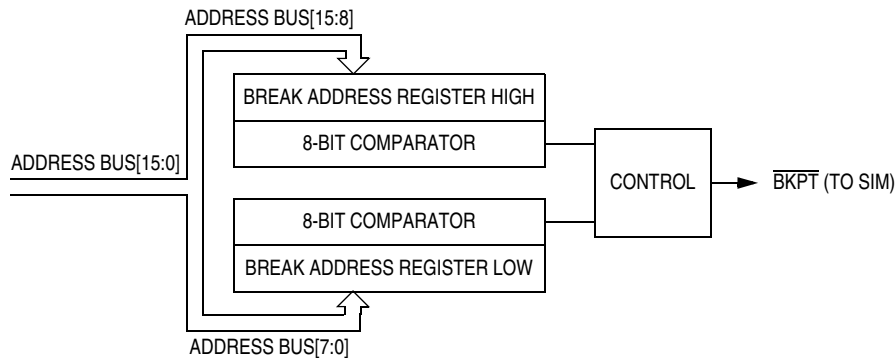 ADDRESS BUS[15:8]
BREAK ADDRESS REGISTER HIGH
8-BIT COMPARATOR
ADDRESS BUS[15:0]
CONTROL
BKPT (TO SIM)
8-BIT COMPARATOR
BREAK ADDRESS REGISTER LOW
ADDRESS BUS[7:0]